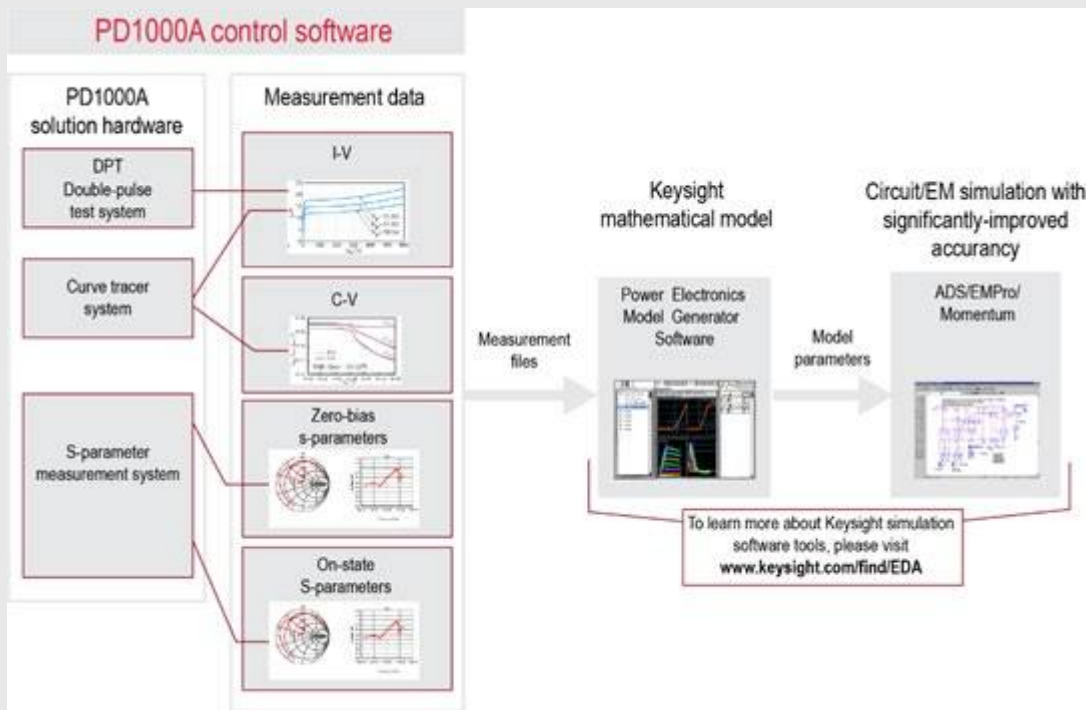 PD1000A control software
PD1000A
solution hardware
DPT
Double-pulse
test system
Curve tracer
system
S-parameter
measurement system
Measurement data
I-V
C-V
Zero-bias
s-parameters
On-state
S-parameters
Measurement
files
Keysight
mathematical model
Power Electronics
Model Generator
Software
Model
parameters
Circuit/EM simulation with
significantly-improved
accurancy
ADS/EMPro/
Momentum
To learn more about Keysight simulation
software tools, please visit
www.keysight.com/find/EDA